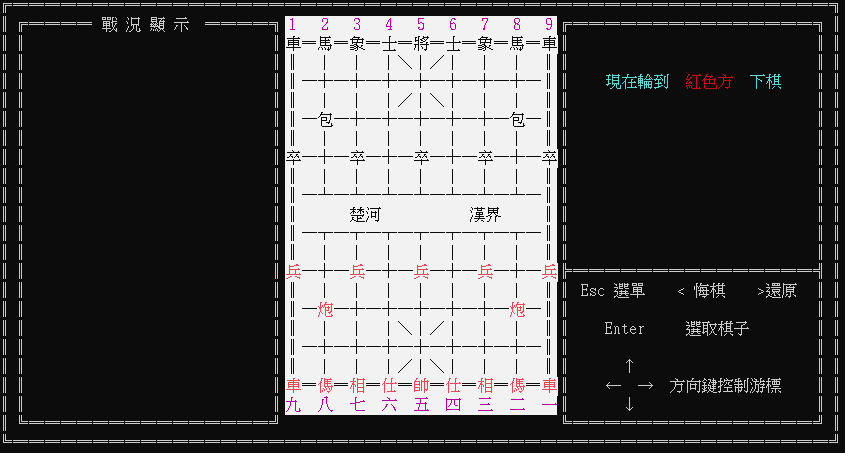 戰 況 顯 示
1 2 3 4 5 6 7 8 9
車 馬 象 士 將 士 象 馬 車
包 包
卒 卒 卒 卒 卒
楚河 漢界
兵 兵 兵 兵 兵
炮 炮
車 傌 相 仕 帥 仕 相 傌 車
九 八 七 六 五 四 三 二 一
現在輪到 紅色方 下棋
Esc 選單 < 悔棋 >還原
Enter 選取棋子
↑
← → 方向鍵控制游標
↓